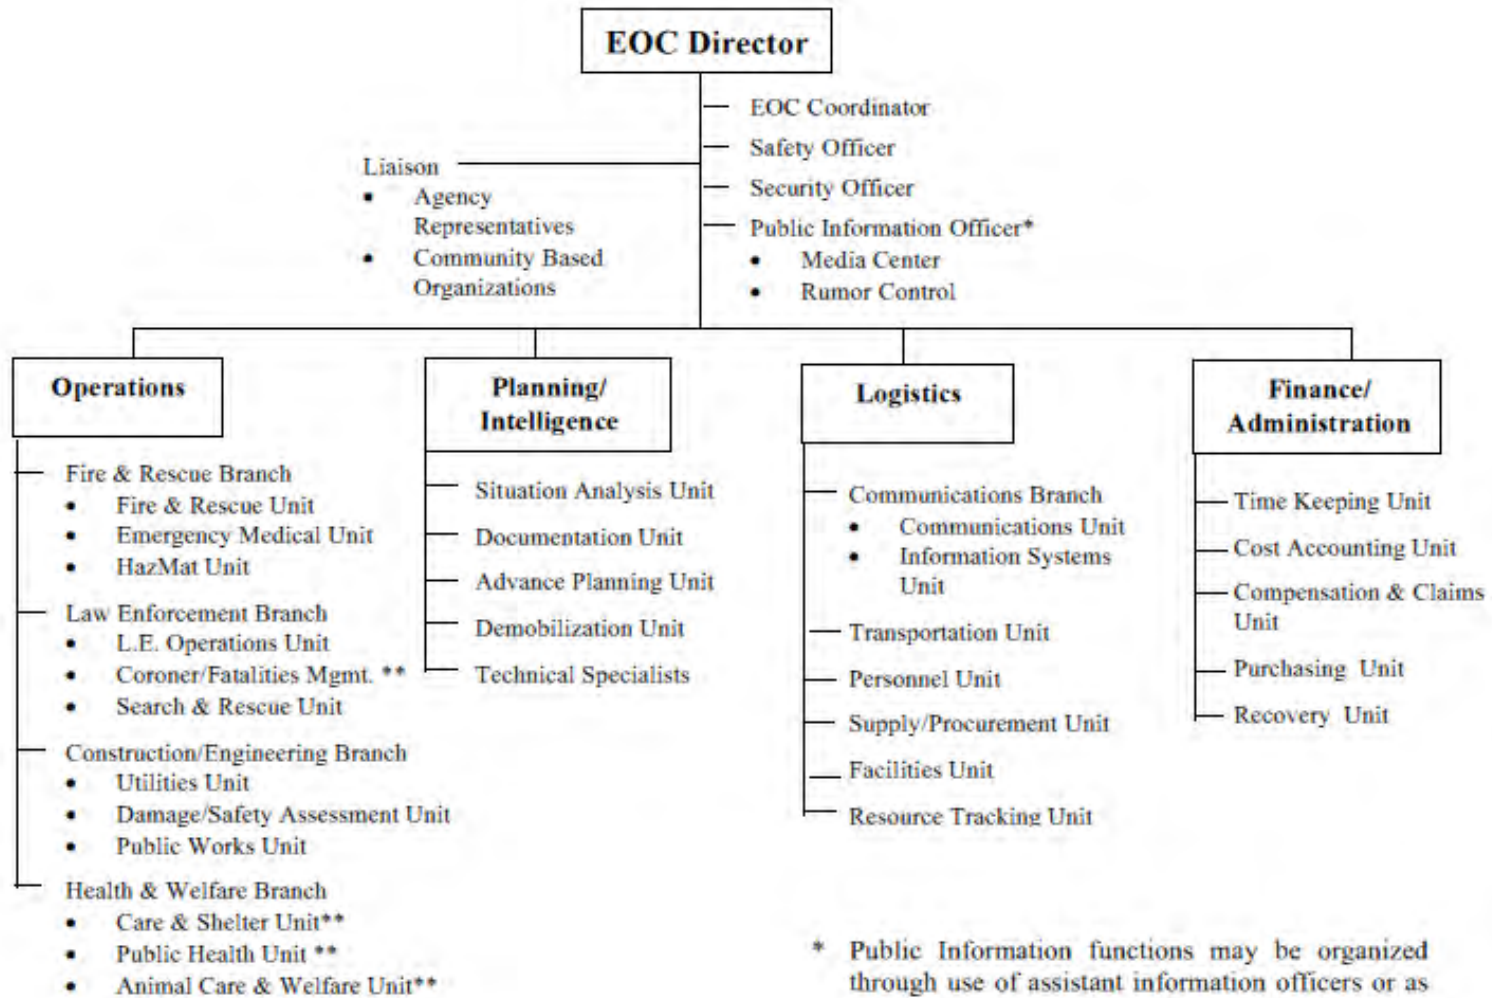 EOC Director
EOC Coordinator
Safety Officer
Security Officer
Public Information Officer*
• Media Center
• Rumor Control
Liaison
• Agency
Representatives
• Community Based
Organizations
Operations
Fire & Rescue Branch
• Fire & Rescue Unit
• Emergency Medical Unit
• HazMat Unit
Law Enforcement Branch
• L.E. Operations Unit
• Coroner/Fatalities Mgmt. **
• Search & Rescue Unit
Construction/Engineering Branch
• Utilities Unit
• Damage/Safety Assessment Unit
• Public Works Unit
Health & Welfare Branch
• Care & Shelter Unit**
• Public Health Unit **
• Animal Care & Welfare Unit**
Planning/
Intelligence
Situation Analysis Unit
Documentation Unit
Advance Planning Unit
Demobilization Unit
Technical Specialists
Logistics
Communications Branch
• Communications Unit
• Information Systems
Unit
Transportation Unit
Personnel Unit
Supply/Procurement Unit
Facilities Unit
Resource Tracking Unit
Finance/
Administration
Time Keeping Unit
Cost Accounting Unit
Compensation & Claims
Unit
Purchasing Unit
Recovery Unit
* Public Information functions may be organized
through use of assistant information officers or as